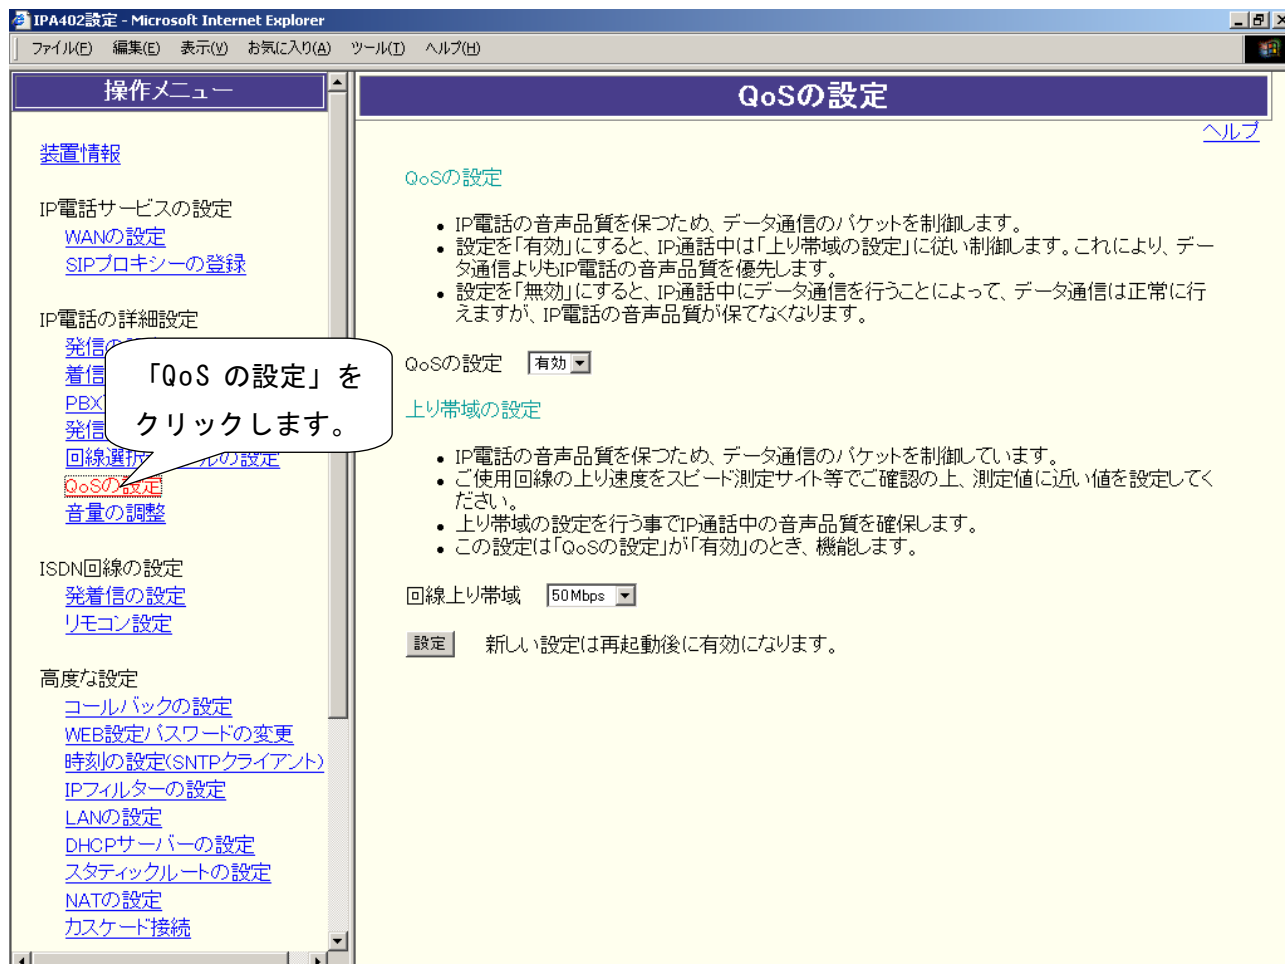 IPA402設定 - Microsoft Internet Explorer
ファイル(F) 編集(E) 表示(V) お気に入り(A) ツール(T) ヘルプ(H)
操作メニュー
装置情報
IP電話サービスの設定
WANの設定
SIPプロキシーの登録
IP電話の詳細設定
発信
着信
PBX
発信
回線選択 ルの設定
QoSの設定
音量の調整
ISDN回線の設定
発着信の設定
リモコン設定
高度な設定
コールバックの設定
WEB設定パスワードの変更
時刻の設定(SNTPクライアント)
IPフィルターの設定
LANの設定
DHCPサーバーの設定
スタティックルートの設定
NATの設定
カスケード接続
「QoS の設定」を
クリックします。
QoSの設定
ヘルプ
QoSの設定
• IP電話の音声品質を保つため、データ通信のパケットを制御します。
• 設定を「有効」にすると、IP通話中は「上り帯域の設定」に従い制御します。これにより、デー
タ通信よりもIP電話の音声品質を優先します。
• 設定を「無効」にすると、IP通話中にデータ通信を行うことによって、データ通信は正常に行
えますが、IP電話の音声品質が保てなくなります。
QoSの設定 有効
上り帯域の設定
• IP電話の音声品質を保つため、データ通信のパケットを制御しています。
• ご使用回線の上り速度をスピード測定サイト等でご確認の上、測定値に近い値を設定してく
ださい。
• 上り帯域の設定を行う事でIP通話中の音声品質を確保します。
• この設定は「QoSの設定」が「有効」のとき、機能します。
回線上り帯域 50Mbps
設定 新しい設定は再起動後に有効になります。